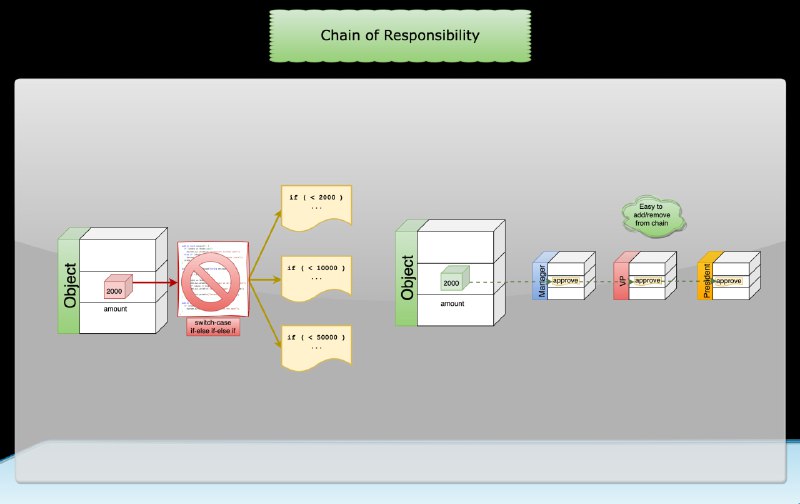 Chain of Responsibility
Object
2000
amount
switch-case
if-else if-else if
if ( < 2000 )
...
if ( < 10000 )
...
if ( < 50000 )
...
Object
2000
amount
Manager
approve
VP
approve
President
approve
Easy to
add/remove
from chain